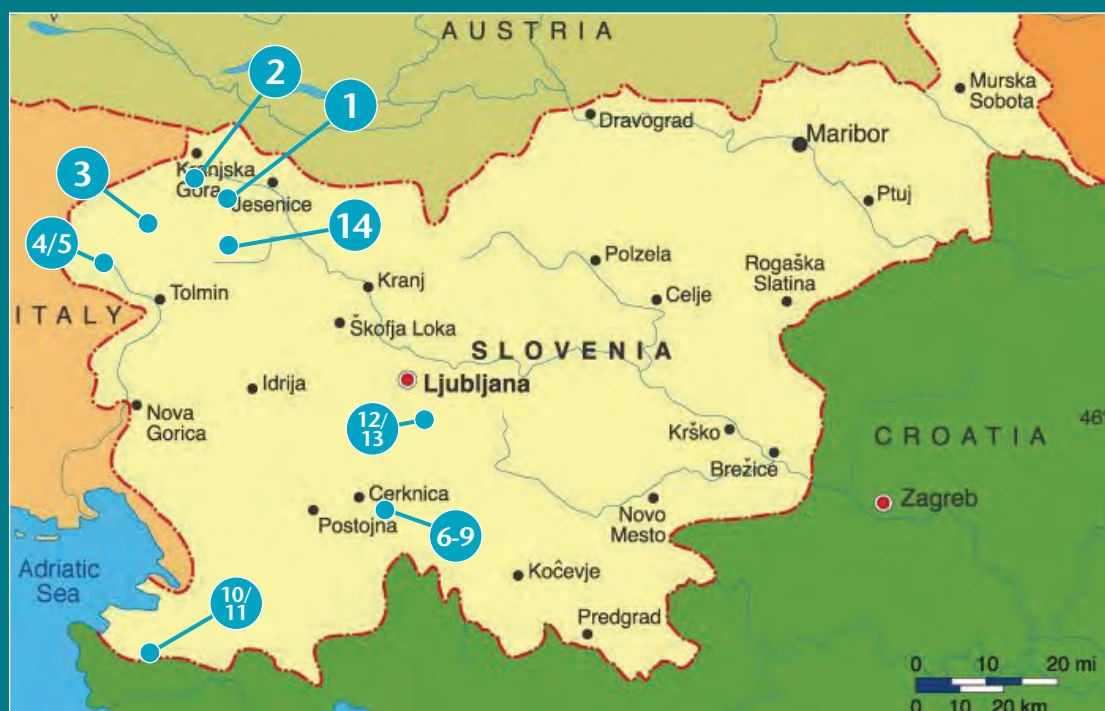 AUSTRIA
2
1
Murska
Sobota
Dravograd
Maribor
Kranjska
Gora
3
Jesenice
Ptuj
14
4/5
Polzela
Rogaška
Slatina
Tolmin
Kranj
Celje
ITALY
Škofja Loka
SLOVENIA
Idrija
Ljubljana
Nova
Gorica
12/
13
46°
Krško
CROATIA
Brežice
Cerknica
Zagreb
Postojna
6-9
Novo
Mesto
Adriatic
Sea
Kočevje
10/
11
Predgrad
0 10 20 mi
0 10 20 km